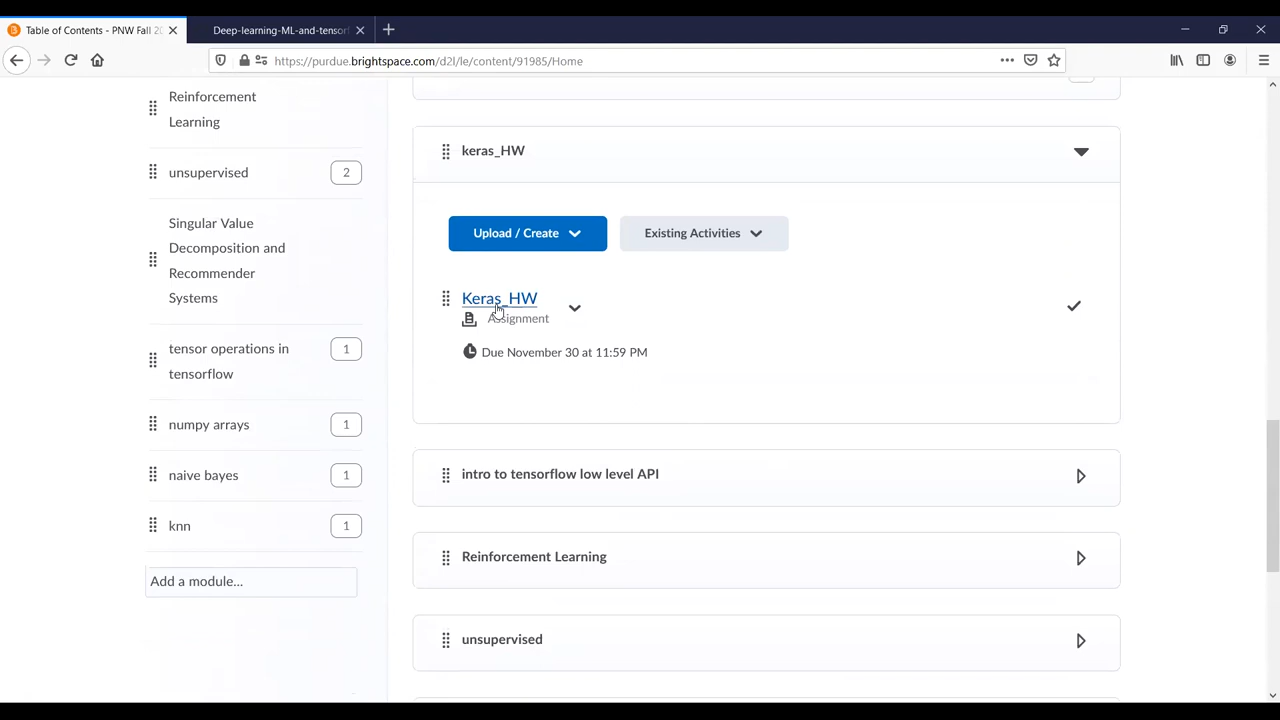 Table of Contents - PNW Fall 20
Deep-learning-ML-and-tensorf
https://purdue.brightspace.com/d2l/le/content/91985/Home
Reinforcement
Learning
unsupervised
2
Singular Value
Decomposition and
Recommender
Systems
tensor operations in
tensorflow
1
numpy arrays
1
naive bayes
1
knn
1
Add a module...
keras_HW
Upload / Create
Existing Activities
Keras_HW
Assignment
Due November 30 at 11:59 PM
intro to tensorflow low level API
Reinforcement Learning
unsupervised